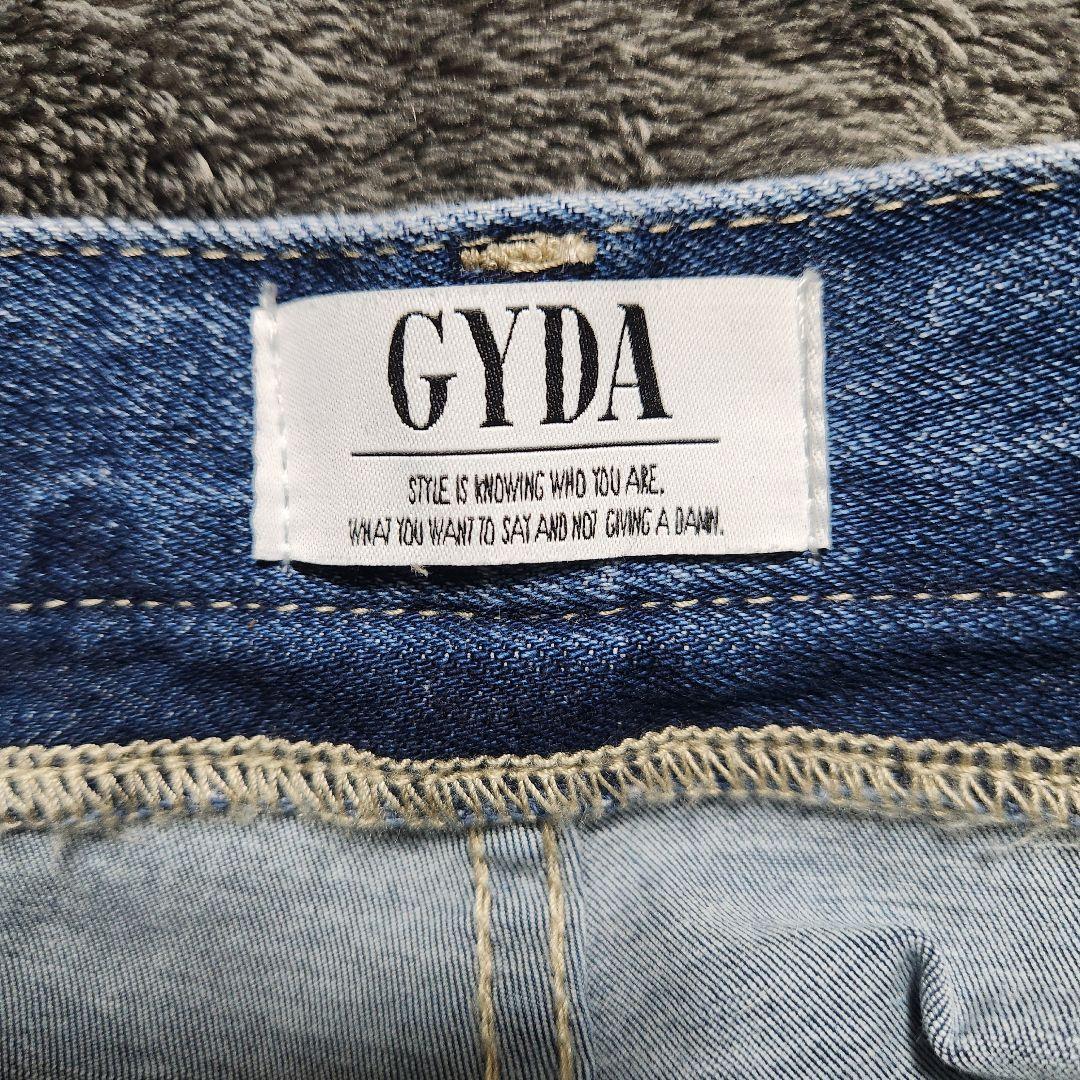 GYDA
STYLE IS KNOWING WHO YOU ARE.
WHAT YOU WANT TO SAY AND NOT GIVING A DAMN.